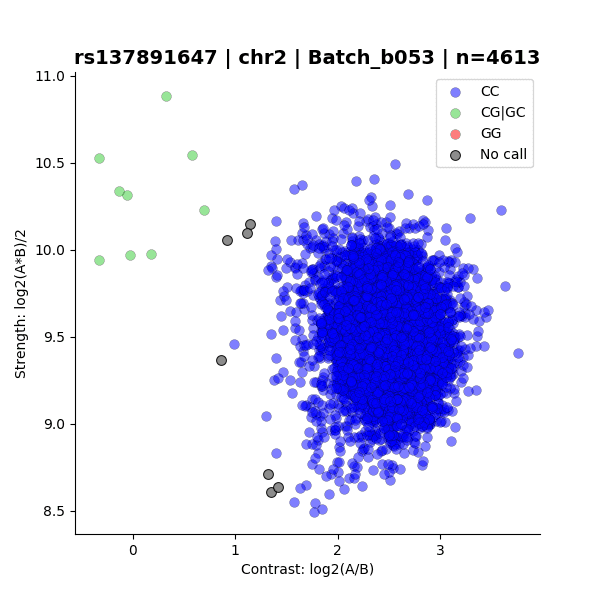 rs137891647 | chr2 | Batch_b053 | n=4613
CC
CG|GC
GG
No call
11.0
10.5
10.0
9.5
9.0
8.5
Strength: log2(A*B)/2
0
1
2
3
Contrast: log2(A/B)